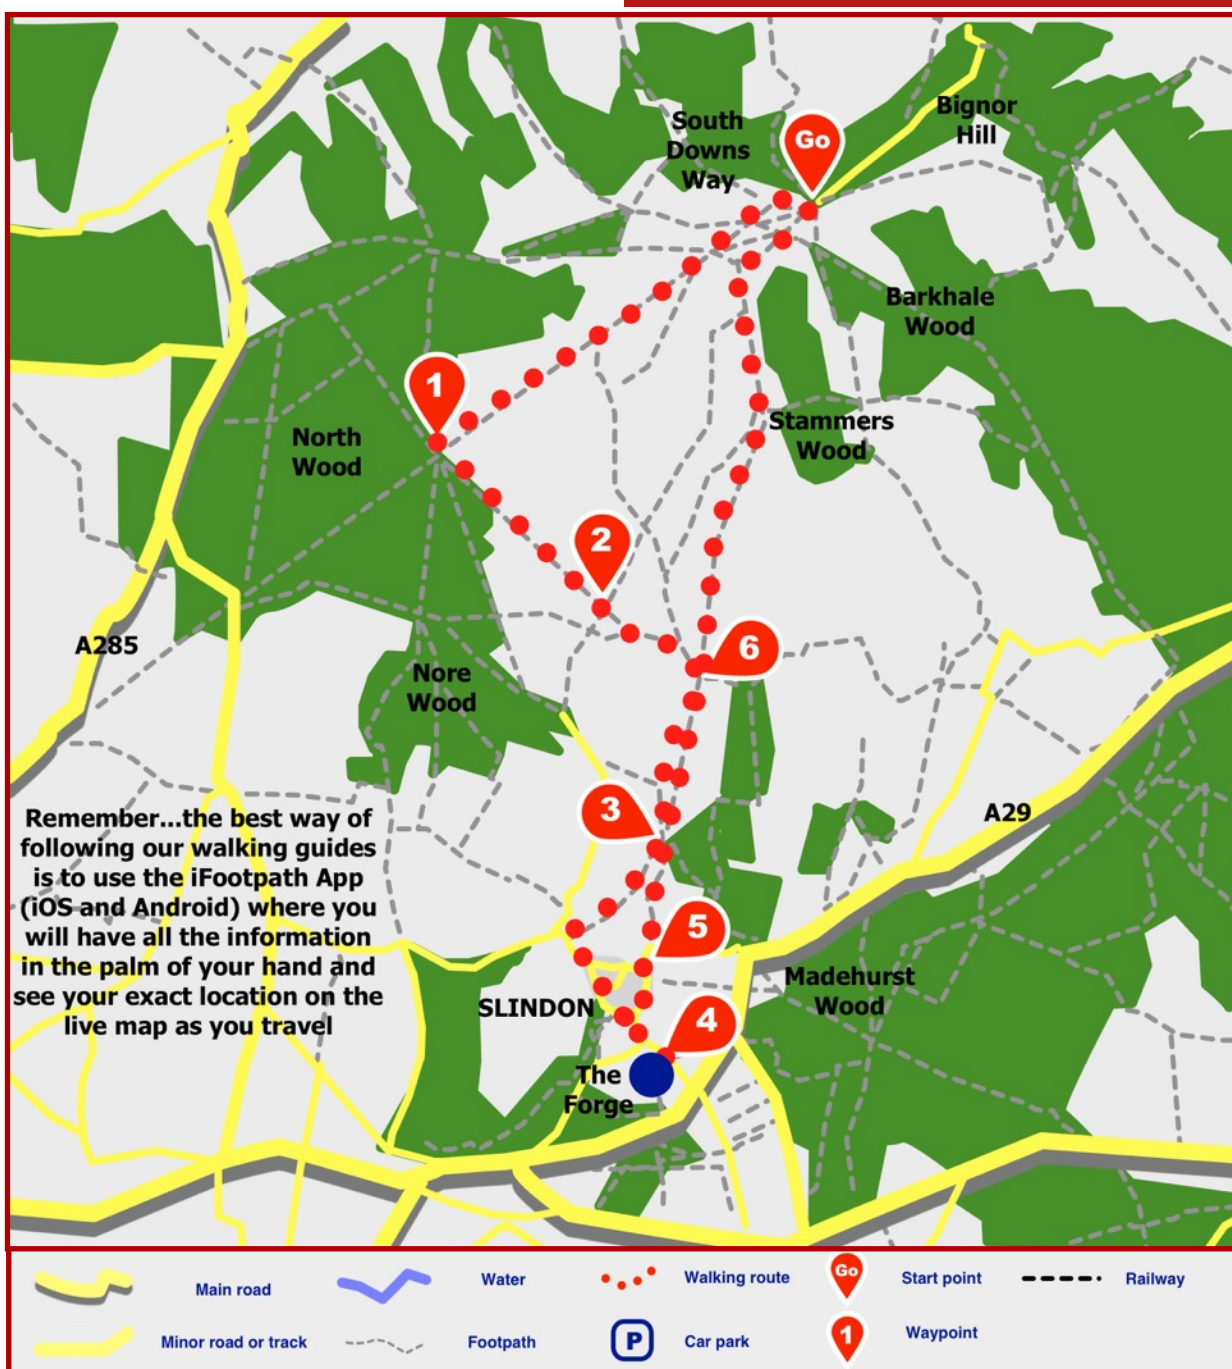 South
Downs
Way
Go
Bignor
Hill
Barkhale
Wood
1
North
Wood
Stammers
Wood
2
A285
6
Nore
Wood
Remember...the best way of
following our walking guides
is to use the iFootpath App
(iOS and Android) where you
will have all the information
in the palm of your hand and
see your exact location on the
live map as you travel
3
A29
5
SLINDON
Madehurst
Wood
4
The
Forge
Main road
Water
Walking route
Go
Start point
Railway
Minor road or track
Footpath
P
Car park
1
Waypoint